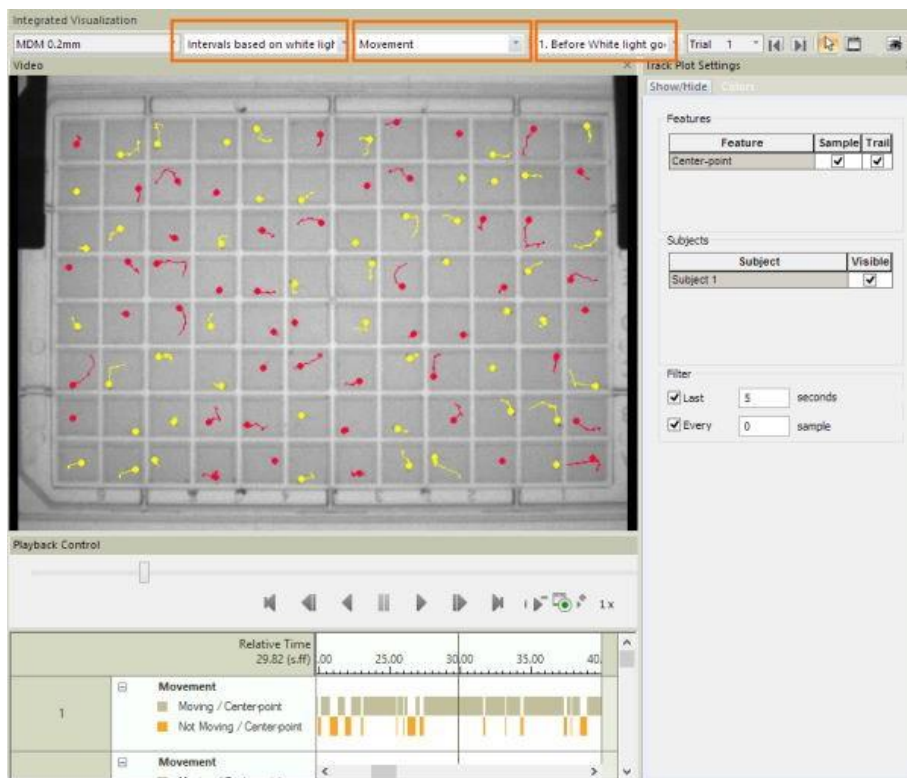 Integrated Visualization
MDM 0.2mm
Intervals based on white ligh
Movement
1. Before White light go
Trial 1
Video
Track Plot Settings
Show/Hide
Colors
Features
Feature Sample Trail
Center-point
Subjects
Subject Visible
Subject 1
Filter
Last 5 seconds
Every 0 sample
Playback Control
1x
Relative Time
29.82 (s.ff)
.00 25.00 30.00 35.00 40.
1
Movement
Moving / Center-point
Not Moving / Center-point
Movement